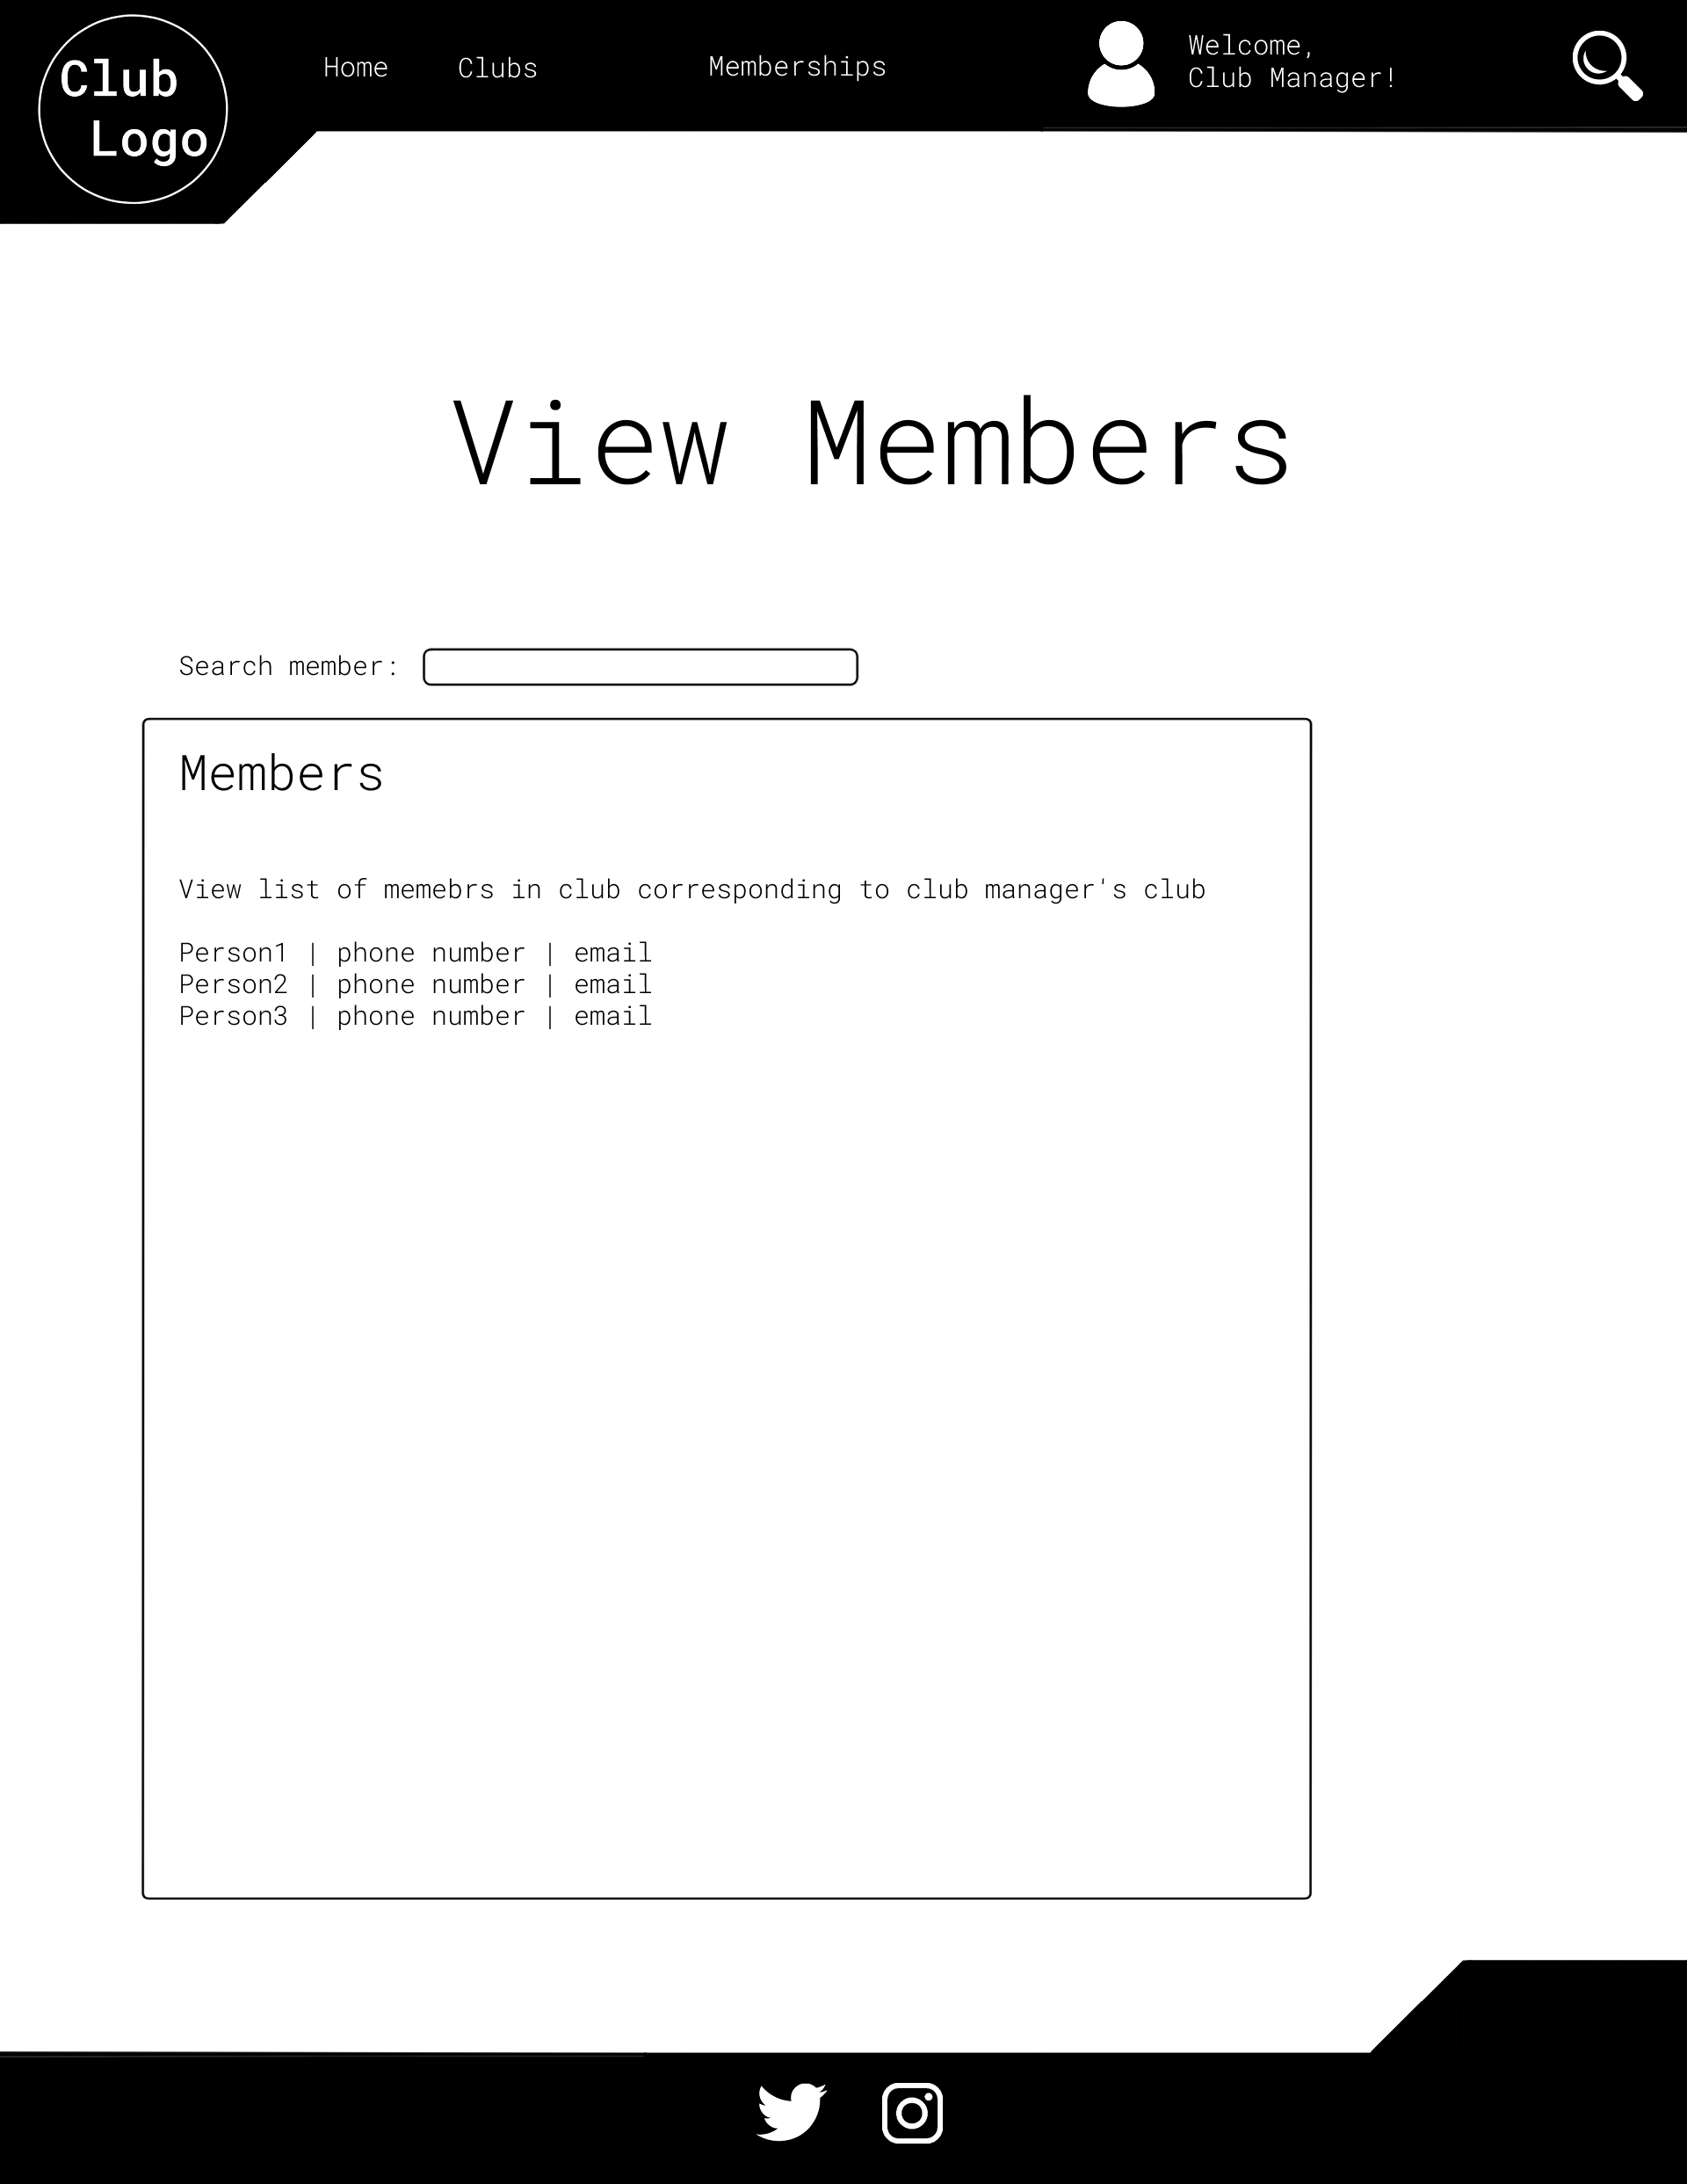 Club
Logo
Home
Clubs
Memberships
Welcome,
Club Manager!
View Members
Search member:
Members
View list of memebrs in club corresponding to club manager's club
Person1 | phone number | email
Person2 | phone number | email
Person3 | phone number | email